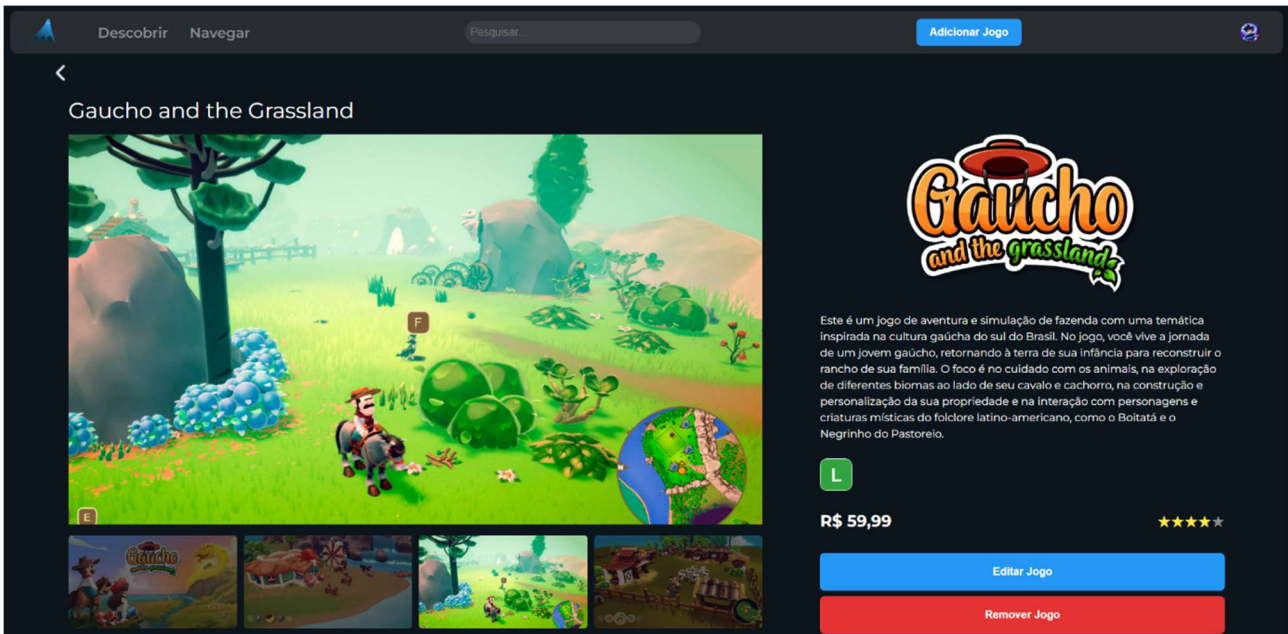 Descobrir Navegar
Pesquisar...
Adicionar Jogo
Gaucho and the Grassland
F
E
N
Gaucho
and the grassland
Este é um jogo de aventura e simulação de fazenda com uma temática
inspirada na cultura gaúcha do sul do Brasil. No jogo, você vive a jornada
de um jovem gaúcho, retornando à terra de sua infância para reconstruir o
rancho de sua família. O foco é no cuidado com os animais, na exploração
de diferentes biomas ao lado de seu cavalo e cachorro, na construção e
personalização da sua propriedade e na interação com personagens e
criaturas místicas do folclore latino-americano, como o Boitatá e o
Negrinho do Pastoreio.
L
R$ 59,99
Editar Jogo
Remover Jogo
Gaucho